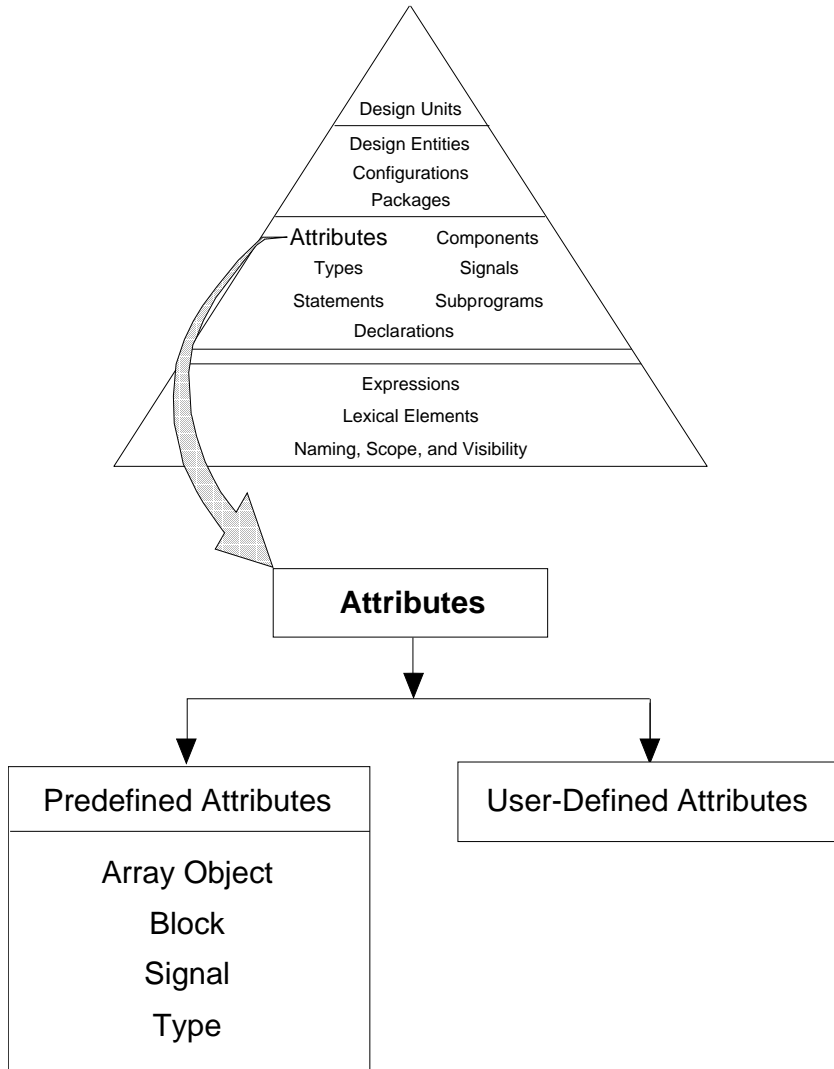 Design Units
Design Entities
Configurations
Packages
Attributes Components
Types Signals
Statements Subprograms
Declarations
Expressions
Lexical Elements
Naming, Scope, and Visibility
Attributes
Predefined Attributes
User-Defined Attributes
Array Object
Block
Signal
Type